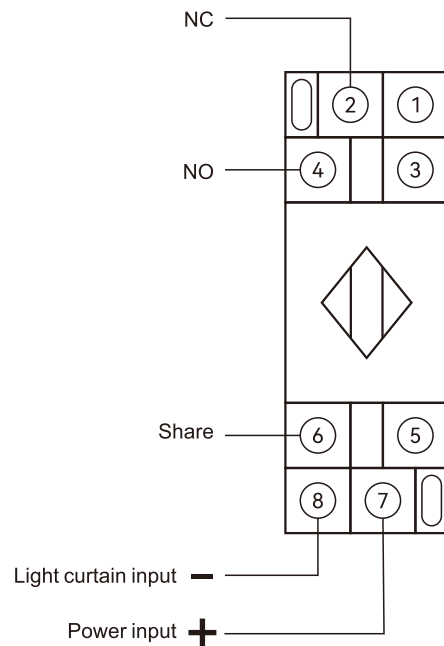 NC
2 1
NO 4 3
Share 6 5
8 7
Light curtain input −
Power input +